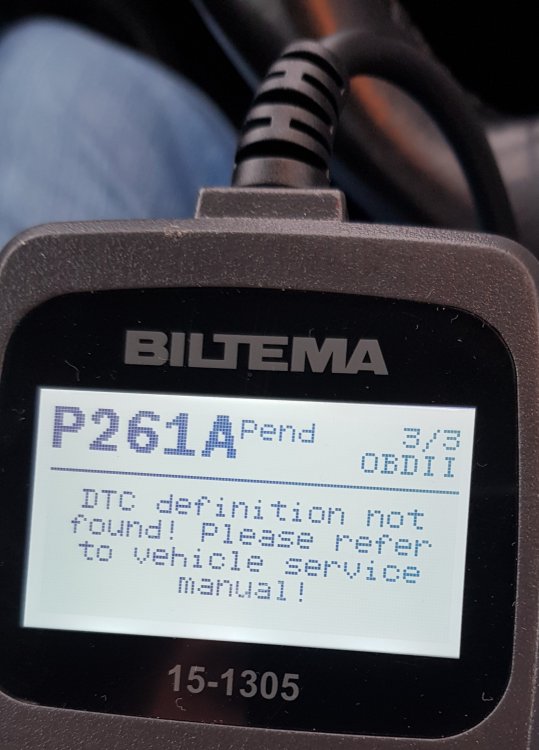 BILTEMA
P261A Pend 3/3
OBDII
DTC definition not
found! Please refer
to vehicle service
manual!
15-1305